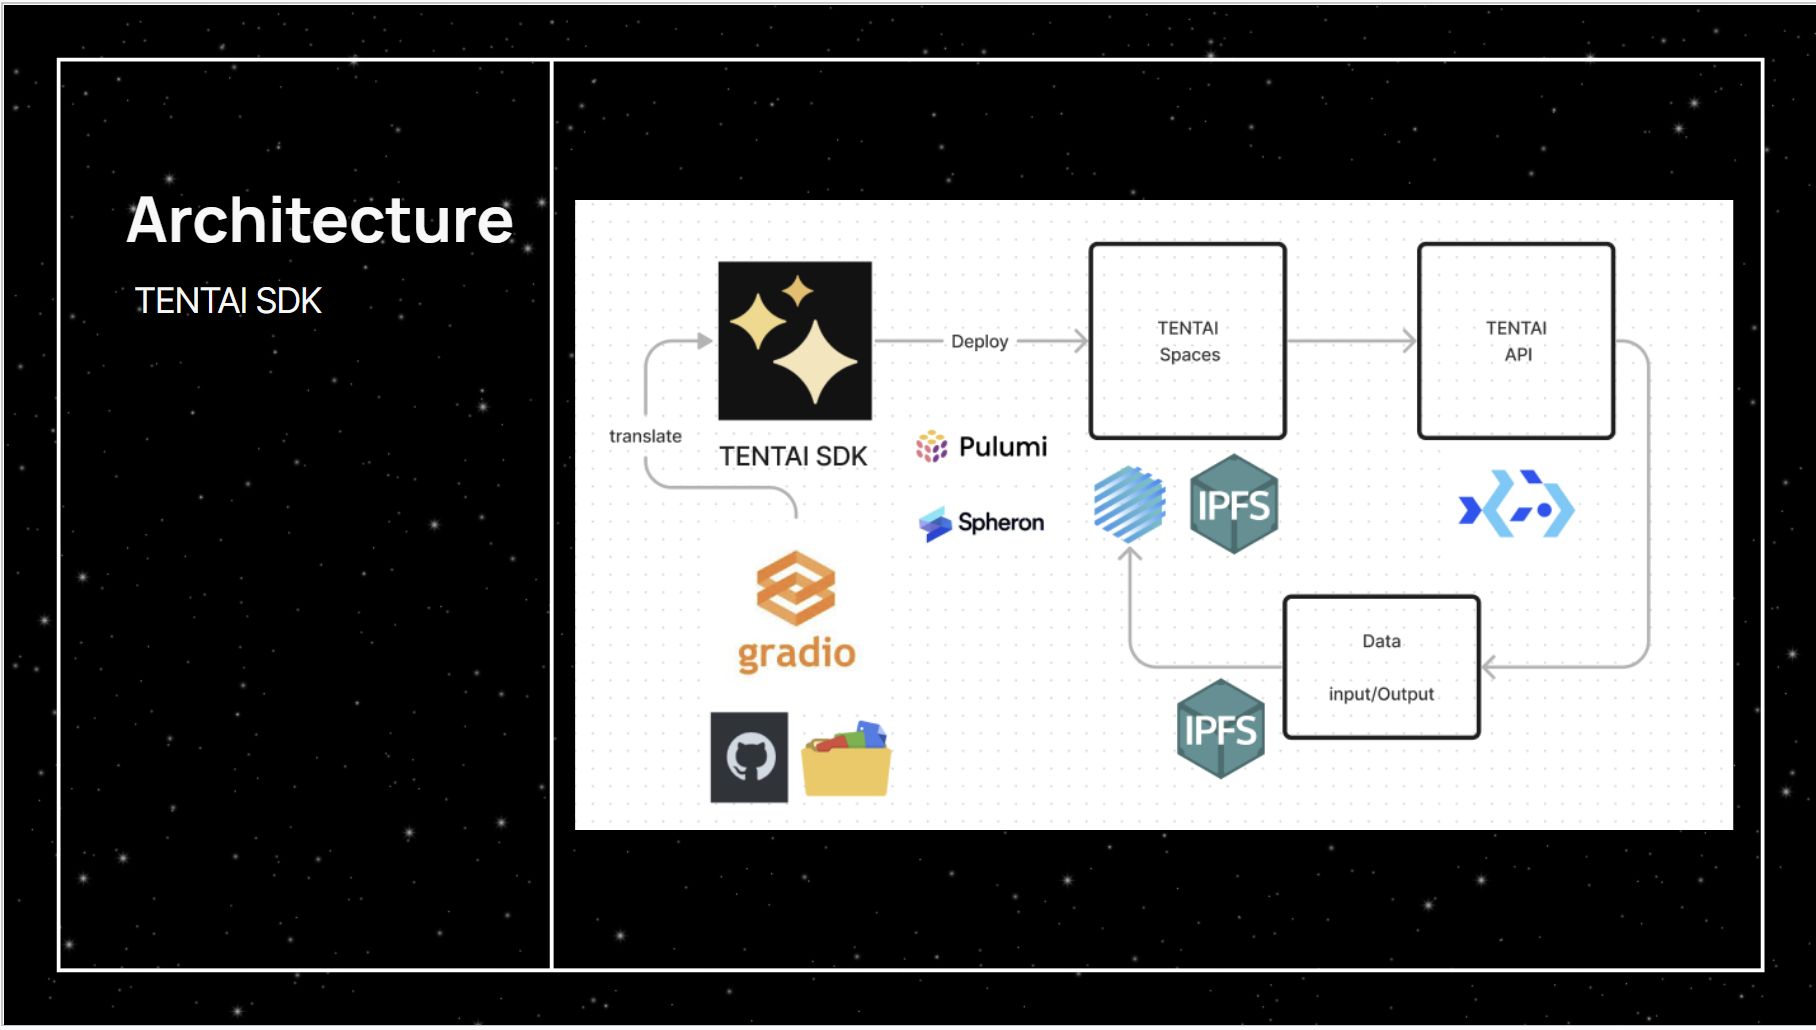 Architecture
TENTAI SDK
translate
TENTAI SDK
Deploy
Pulumi
Spheron
gradio
TENTAI
Spaces
TENTAI
API
IPFS
Data
input/Output
IPFS